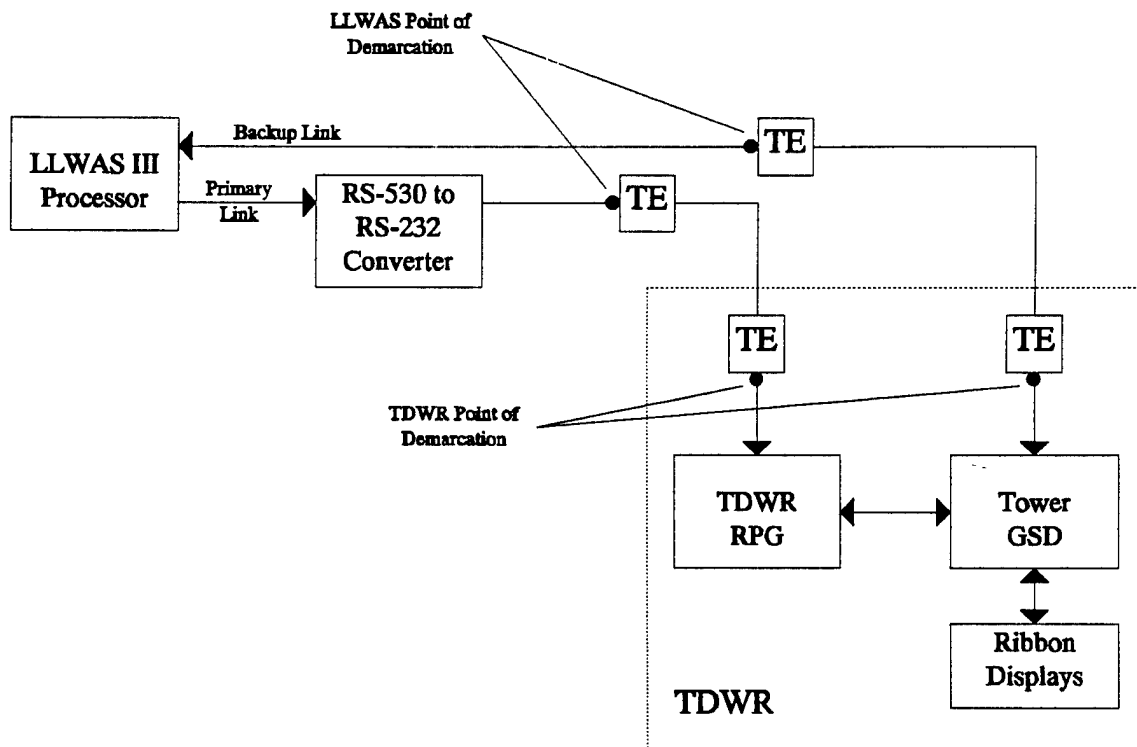 LLWAS Point of
Demarcation
TE
Backup Link
LLWAS III
Processor
Primary
Link
RS-530 to
RS-232
Converter
TE
TE
TE
TDWR Point of
Demarcation
TDWR
RPG
Tower
GSD
Ribbon
Displays
TDWR